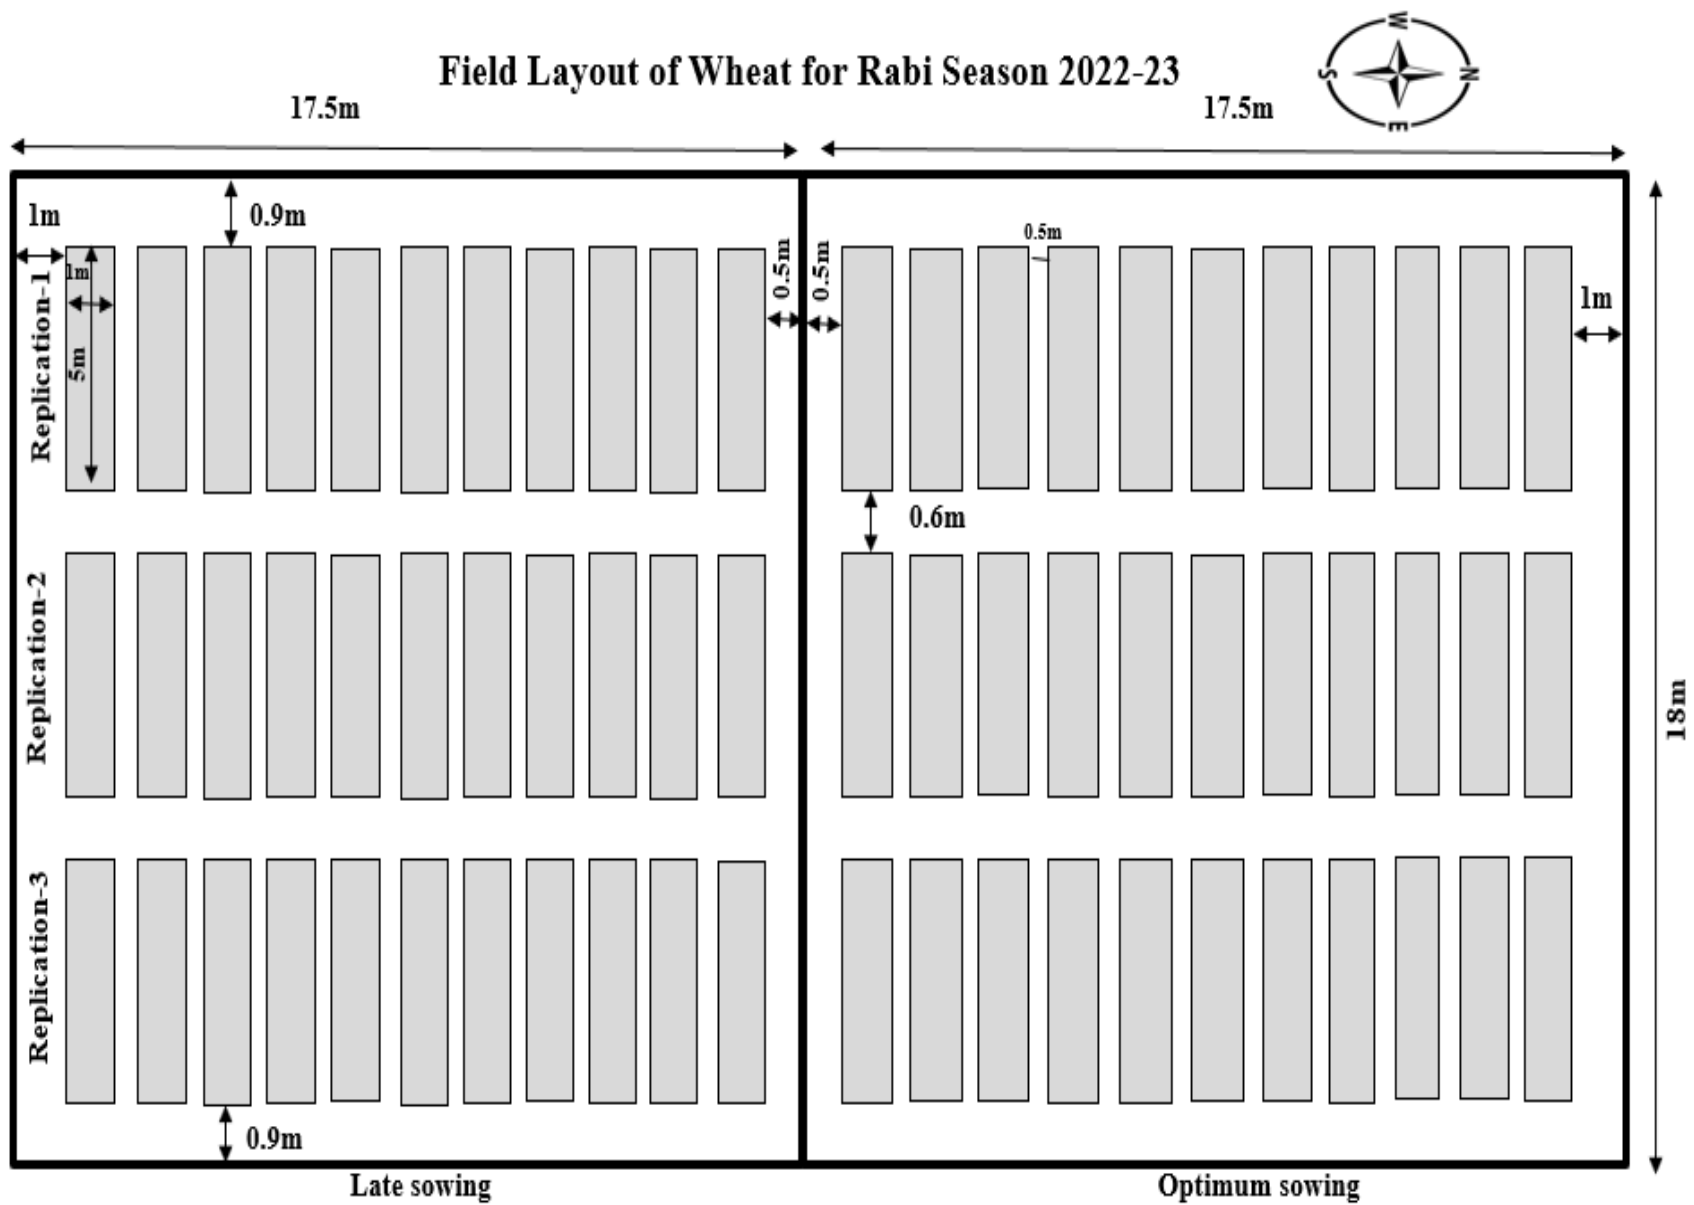 Field Layout of Wheat for Rabi Season 2022-23
W
S
N
E
17.5m
17.5m
1m
0.9m
0.5m
0.5m
0.5m
1m
1m
5m
Replication-1
0.6m
Replication-2
18m
Replication-3
0.9m
Late sowing
Optimum sowing